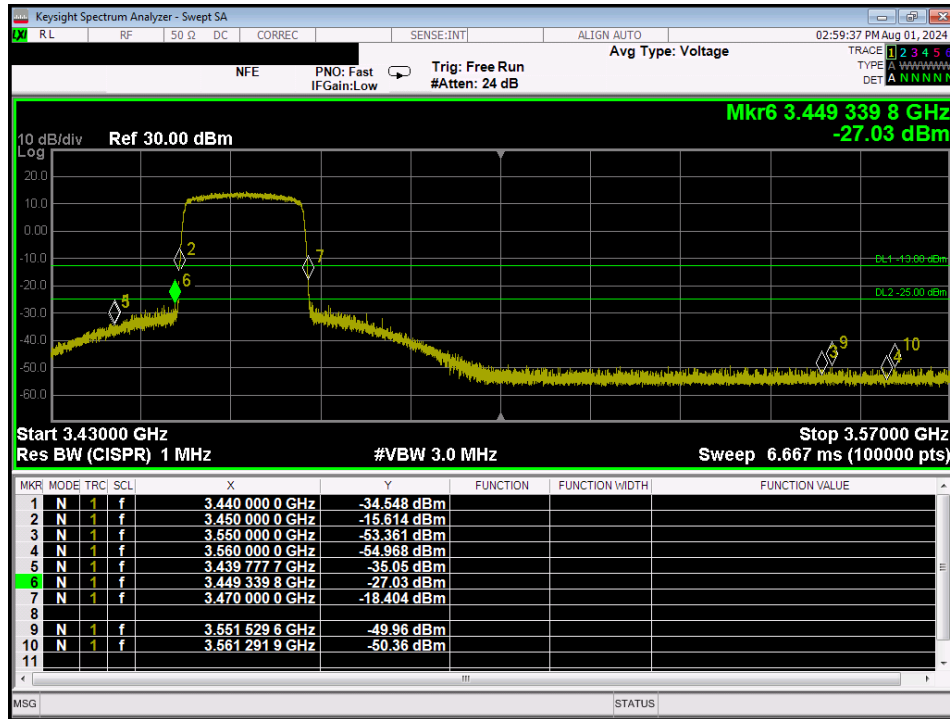 Keysight Spectrum Analyzer - Swept SA
LXI RL RF 50 Ω DC CORREC SENSE:INT ALIGN AUTO 02:59:37 PM Aug 01, 2024
NFE PNO: Fast Trig: Free Run Avg Type: Voltage TRACE 1 2 3 4 5 6
IFGain:Low #Atten: 24 dB TYPE A WWWWW
DET A N N N N N
Mkr6 3.449 339 8 GHz
-27.03 dBm
10 dB/div Ref 30.00 dBm
Log
20.0
10.0
0.00
-10.0
-20.0
-30.0
-40.0
-50.0
-60.0
2
7
6
5
9
3
10
4
DL1 -13.00 dBm
DL2 -25.00 dBm
Start 3.43000 GHz Stop 3.57000 GHz
Res BW (CISPR) 1 MHz #VBW 3.0 MHz Sweep 6.667 ms (100000 pts)
MKR MODE TRC SCL X Y FUNCTION FUNCTION WIDTH FUNCTION VALUE
1 N 1 f 3.440 000 0 GHz -34.548 dBm
2 N 1 f 3.450 000 0 GHz -15.614 dBm
3 N 1 f 3.550 000 0 GHz -53.361 dBm
4 N 1 f 3.560 000 0 GHz -54.968 dBm
5 N 1 f 3.439 777 7 GHz -35.05 dBm
6 N 1 f 3.449 339 8 GHz -27.03 dBm
7 N 1 f 3.470 000 0 GHz -18.404 dBm
8
9 N 1 f 3.551 529 6 GHz -49.96 dBm
10 N 1 f 3.561 291 9 GHz -50.36 dBm
11
MSG STATUS